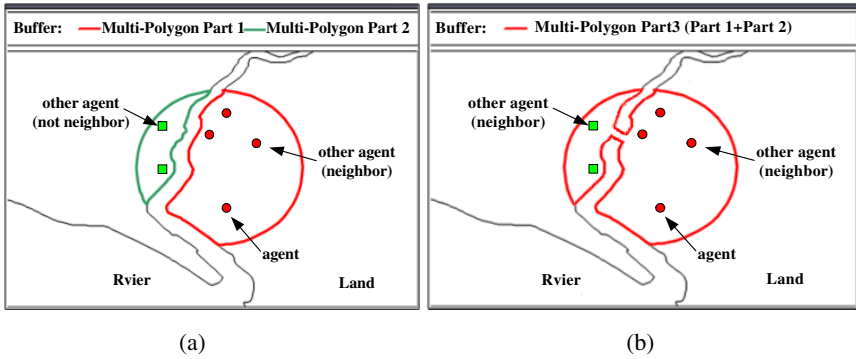 Buffer: Multi-Polygon Part 1 Multi-Polygon Part 2
other agent
(not neighbor)
other agent
(neighbor)
agent
Rvier
Land
(a)
Buffer: Multi-Polygon Part3 (Part 1+Part 2)
other agent
(neighbor)
other agent
(neighbor)
agent
Rvier
Land
(b)